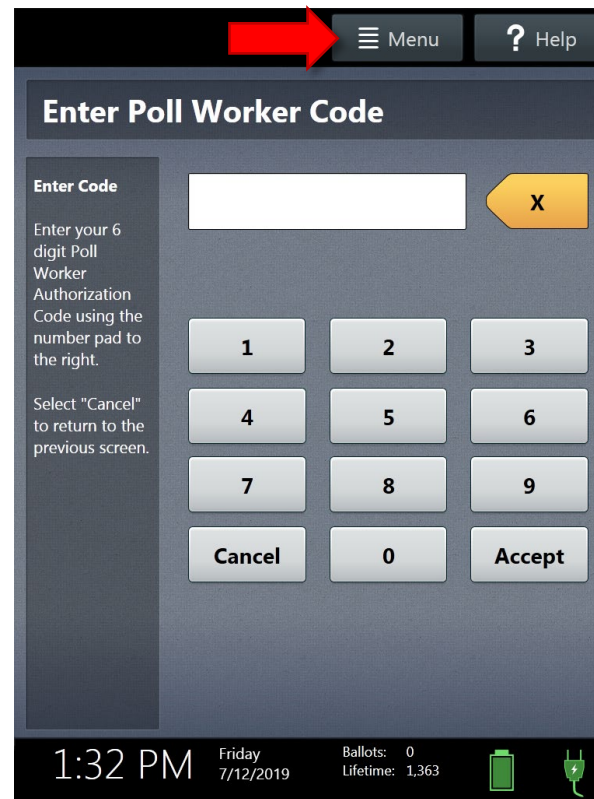 Menu
? Help
Enter Poll Worker Code
Enter Code
Enter your 6
digit Poll
Worker
Authorization
Code using the
number pad to
the right.
Select "Cancel"
to return to the
previous screen.
X
1 2 3
4 5 6
7 8 9
Cancel 0 Accept
1:32 PM
Friday
7/12/2019
Ballots: 0
Lifetime: 1,363